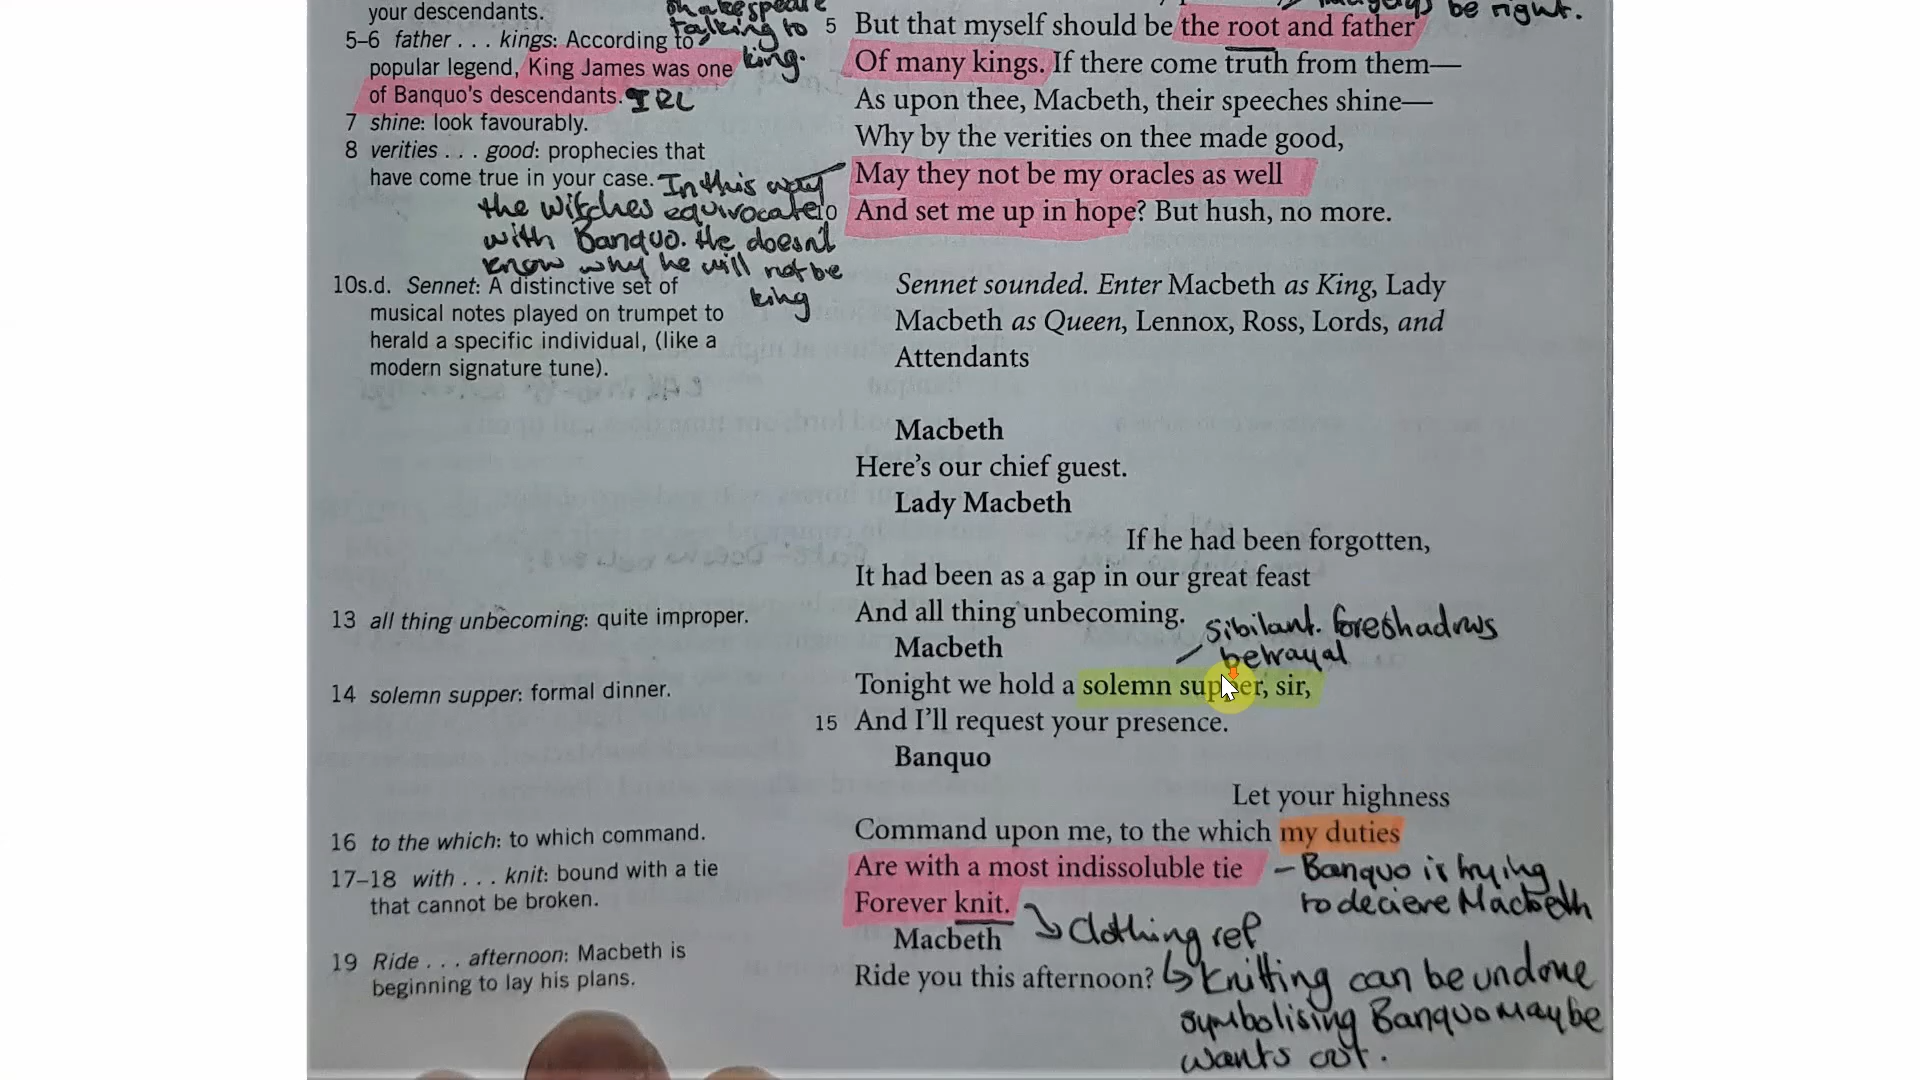 your descendants.
Shakespeare
talking to
king.
5–6 father . . . kings: According to
popular legend, King James was one
of Banquo's descendants. IRL
7 shine: look favourably.
8 verities . . . good: prophecies that
have come true in your case.
In this way
the witches equivocate
with Banquo. He doesn't
know why he will not be
king
10s.d. Sennet: A distinctive set of
musical notes played on trumpet to
herald a specific individual, (like a
modern signature tune).
13 all thing unbecoming: quite improper.
14 solemn supper: formal dinner.
16 to the which: to which command.
17–18 with . . . knit: bound with a tie
that cannot be broken.
19 Ride . . . afternoon: Macbeth is
beginning to lay his plans.
be right.
5 But that myself should be the root and father
Of many kings. If there come truth from them—
As upon thee, Macbeth, their speeches shine—
Why by the verities on thee made good,
May they not be my oracles as well
10 And set me up in hope? But hush, no more.
Sennet sounded. Enter Macbeth as King, Lady
Macbeth as Queen, Lennox, Ross, Lords, and
Attendants
Macbeth
Here's our chief guest.
Lady Macbeth
If he had been forgotten,
It had been as a gap in our great feast
And all thing unbecoming.
Sibilant. foreshadows
betrayal
Macbeth
Tonight we hold a solemn supper, sir,
15 And I'll request your presence.
Banquo
Let your highness
Command upon me, to the which my duties
Are with a most indissoluble tie
Forever knit.
– Banquo is trying
to decieve Macbeth
Clothing ref
Macbeth
Ride you this afternoon?
Knitting can be undone
symbolising Banquo maybe
wants out.